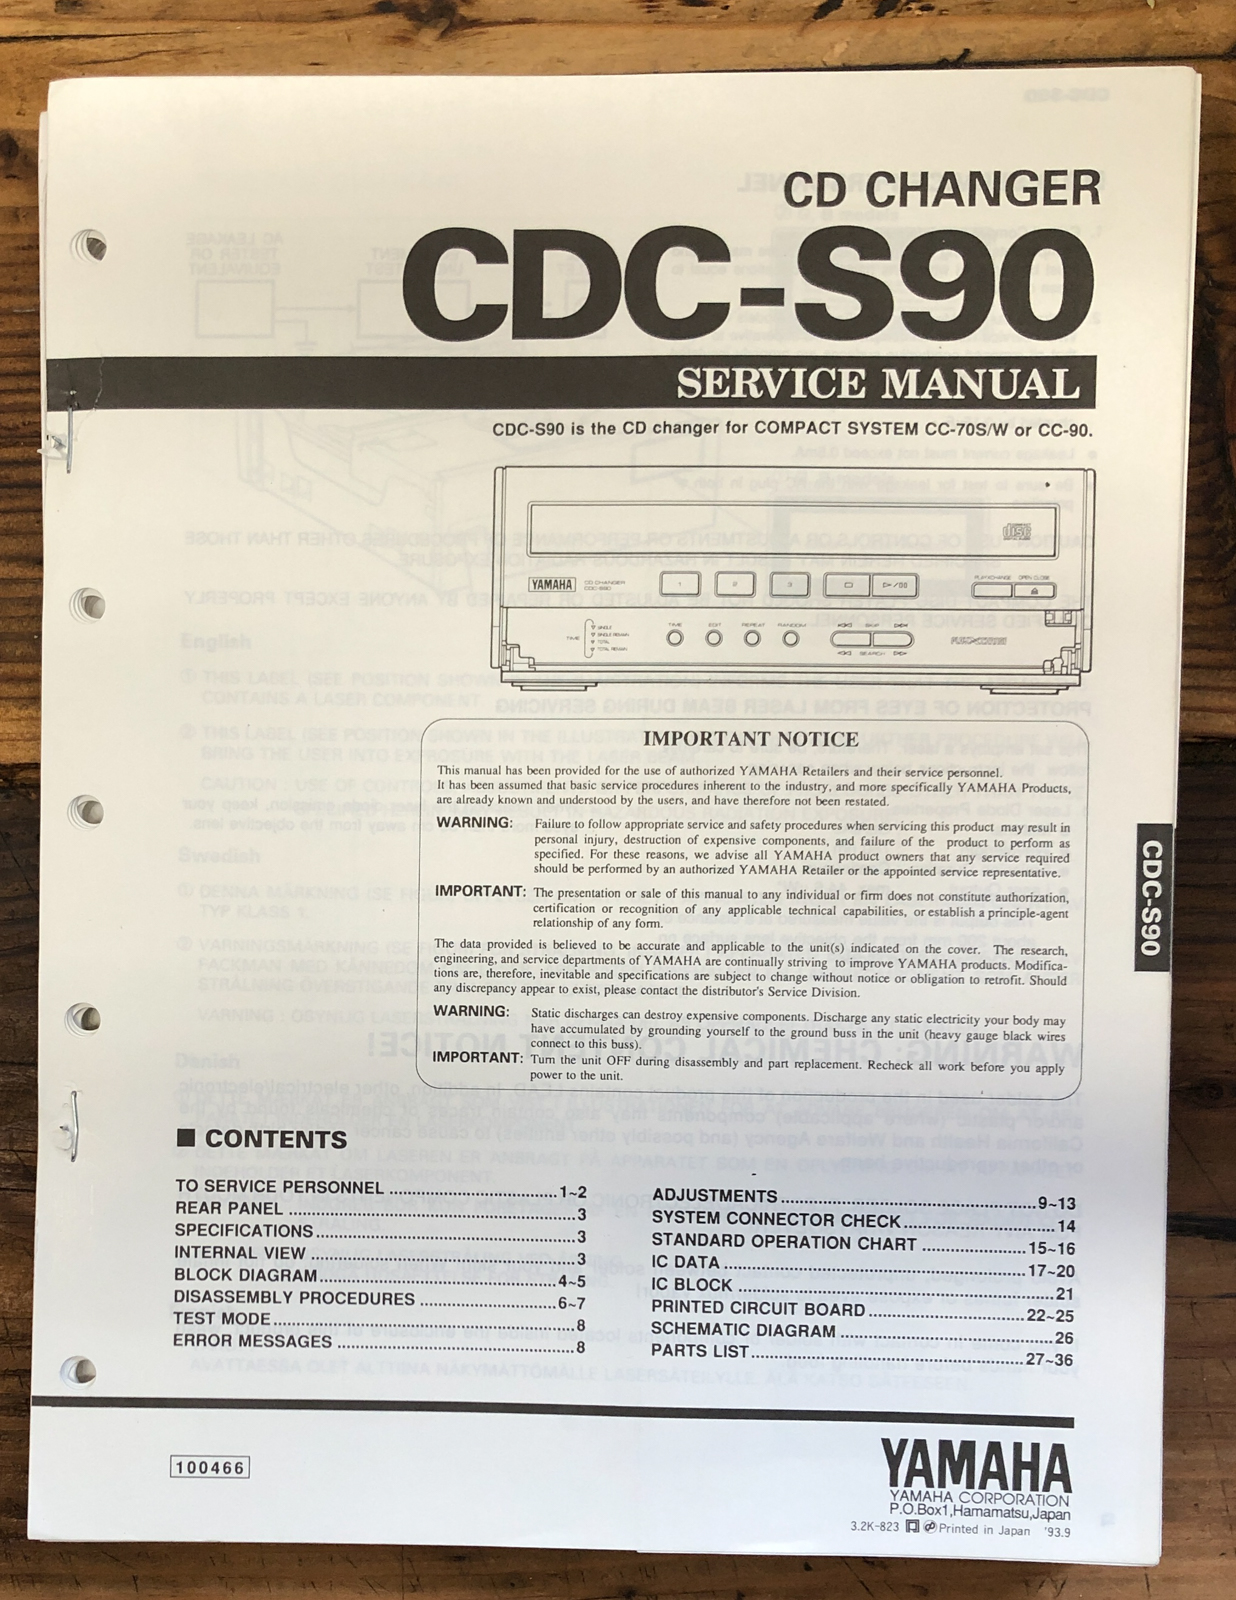 CD CHANGER
CDC-S90
SERVICE MANUAL
CDC-S90 is the CD changer for COMPACT SYSTEM CC-70S/W or CC-90.
YAMAHA
CD CHANGER
CDC-S90
1
2
3
PLAYXCHANGE OPEN/CLOSE
TIME
SINGLE
SINGLE REMAIN
TOTAL
TOTAL REMAIN
TIME EDIT REPEAT RANDOM SKIP
SEARCH
IMPORTANT NOTICE
This manual has been provided for the use of authorized YAMAHA Retailers and their service personnel.
It has been assumed that basic service procedures inherent to the industry, and more specifically YAMAHA Products,
are already known and understood by the users, and have therefore not been restated.
WARNING: Failure to follow appropriate service and safety procedures when servicing this product may result in
personal injury, destruction of expensive components, and failure of the product to perform as
specified. For these reasons, we advise all YAMAHA product owners that any service required
should be performed by an authorized YAMAHA Retailer or the appointed service representative.
IMPORTANT: The presentation or sale of this manual to any individual or firm does not constitute authorization,
certification or recognition of any applicable technical capabilities, or establish a principle-agent
relationship of any form.
The data provided is believed to be accurate and applicable to the unit(s) indicated on the cover. The research,
engineering, and service departments of YAMAHA are continually striving to improve YAMAHA products. Modifica-
tions are, therefore, inevitable and specifications are subject to change without notice or obligation to retrofit. Should
any discrepancy appear to exist, please contact the distributor's Service Division.
WARNING: Static discharges can destroy expensive components. Discharge any static electricity your body may
have accumulated by grounding yourself to the ground buss in the unit (heavy gauge black wires
connect to this buss).
IMPORTANT: Turn the unit OFF during disassembly and part replacement. Recheck all work before you apply
power to the unit.
CDC-S90
■ CONTENTS
TO SERVICE PERSONNEL 1~2
REAR PANEL 3
SPECIFICATIONS 3
INTERNAL VIEW 3
BLOCK DIAGRAM 4~5
DISASSEMBLY PROCEDURES 6~7
TEST MODE 8
ERROR MESSAGES 8
ADJUSTMENTS 9~13
SYSTEM CONNECTOR CHECK 14
STANDARD OPERATION CHART 15~16
IC DATA 17~20
IC BLOCK 21
PRINTED CIRCUIT BOARD 22~25
SCHEMATIC DIAGRAM 26
PARTS LIST 27~36
100466
YAMAHA
YAMAHA CORPORATION
P.O.Box1,Hamamatsu,Japan
3.2K-823 Printed in Japan '93.9